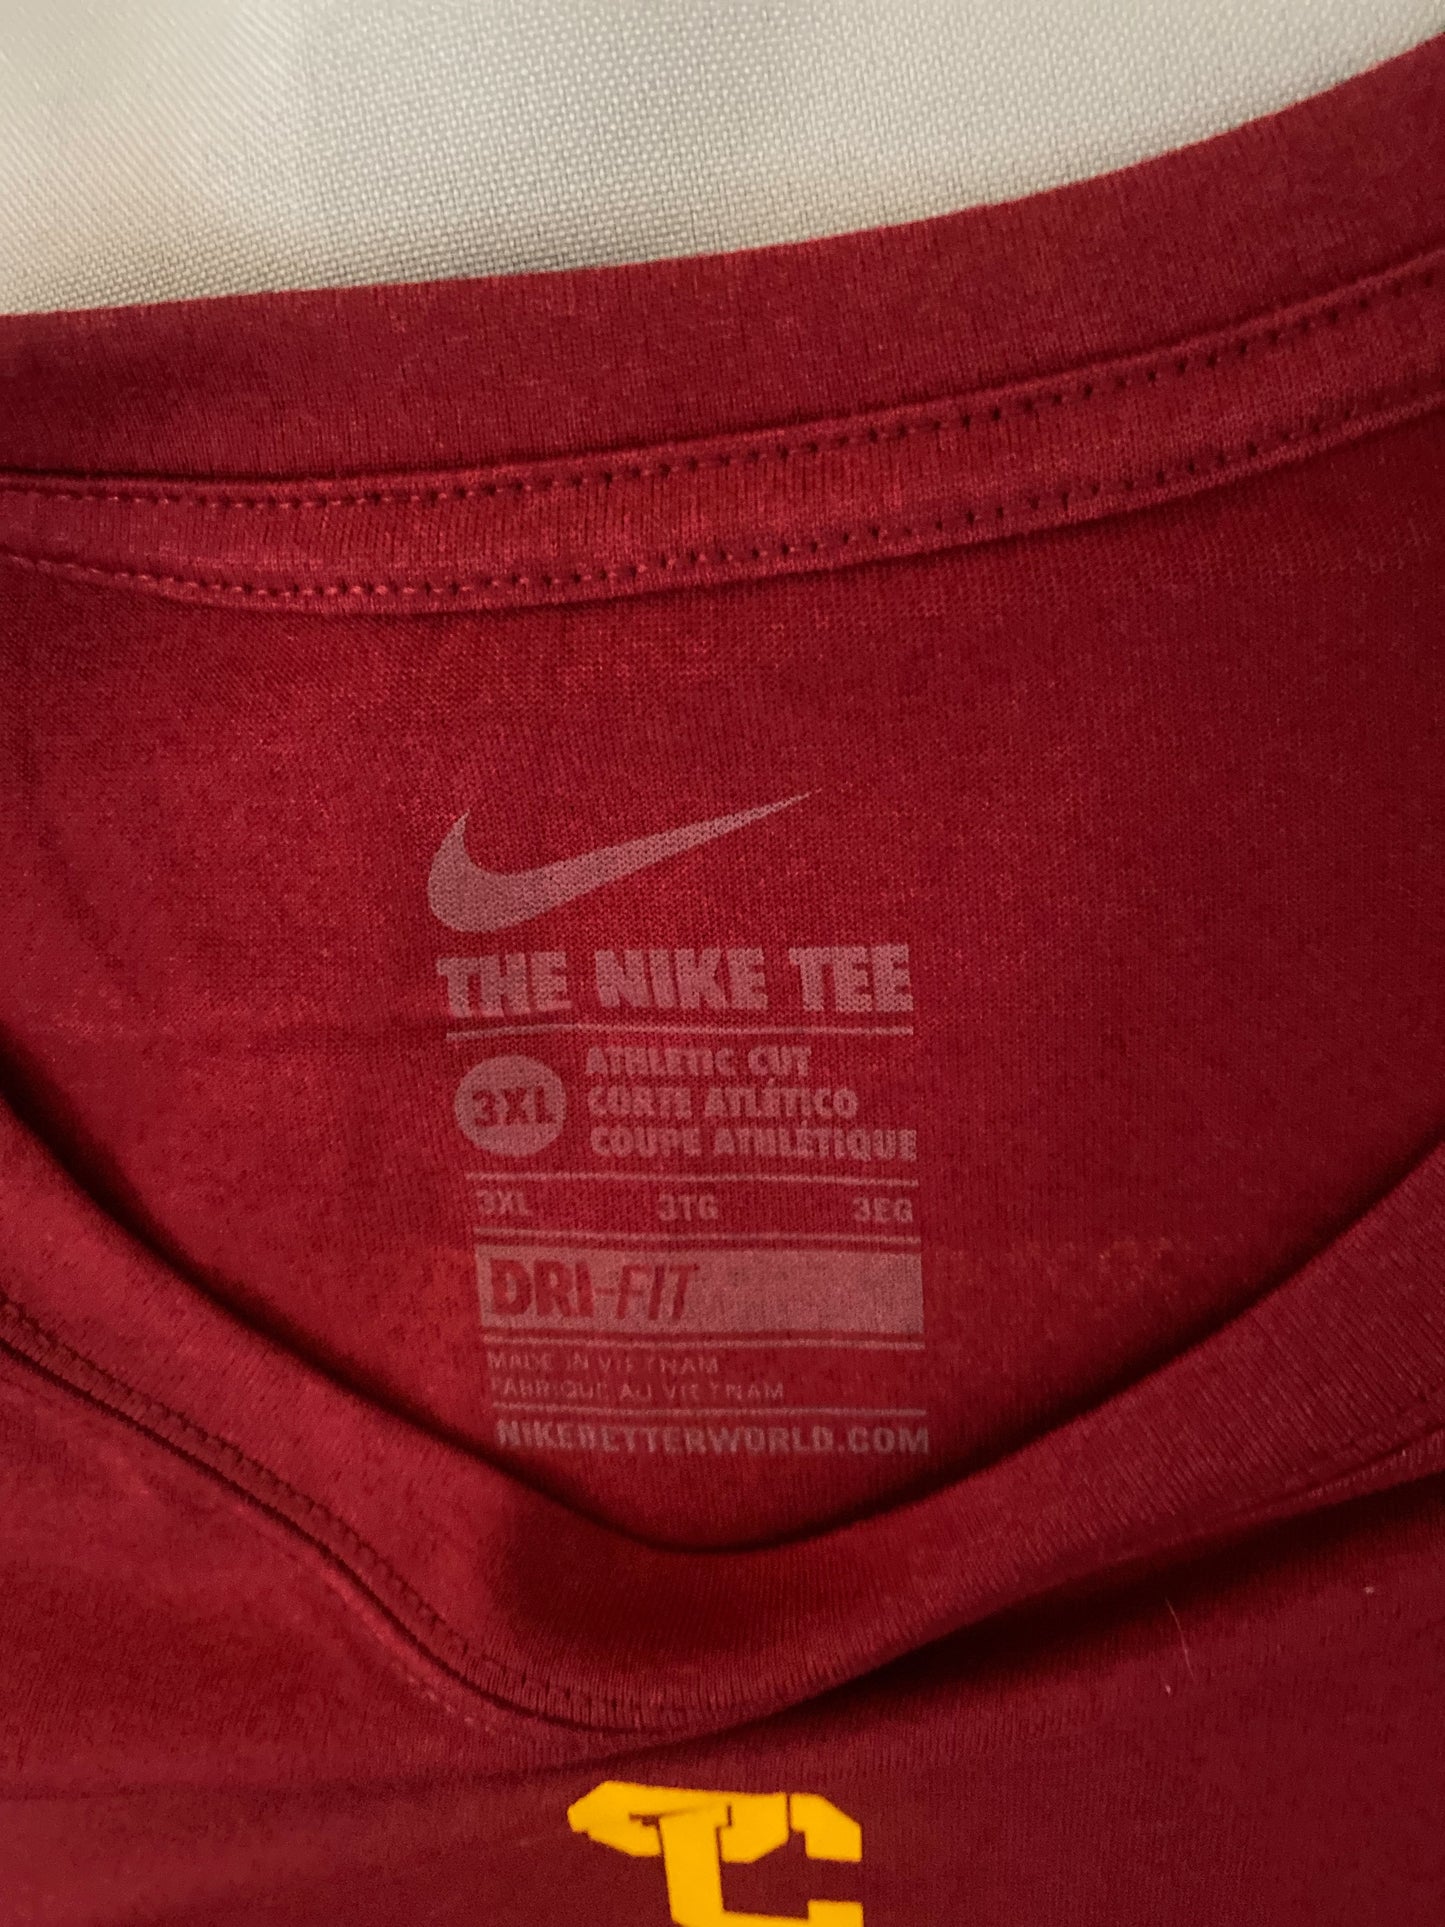 THE NIKE TEE
3XL
ATHLETIC CUT
CORTE ATLÉTICO
COUPE ATHLÉTIQUE
3XL 3TG 3EG
DRI-FIT
MADE IN VIETNAM
FABRIQUE AU VIETNAM
NIKEBETTERWORLD.COM